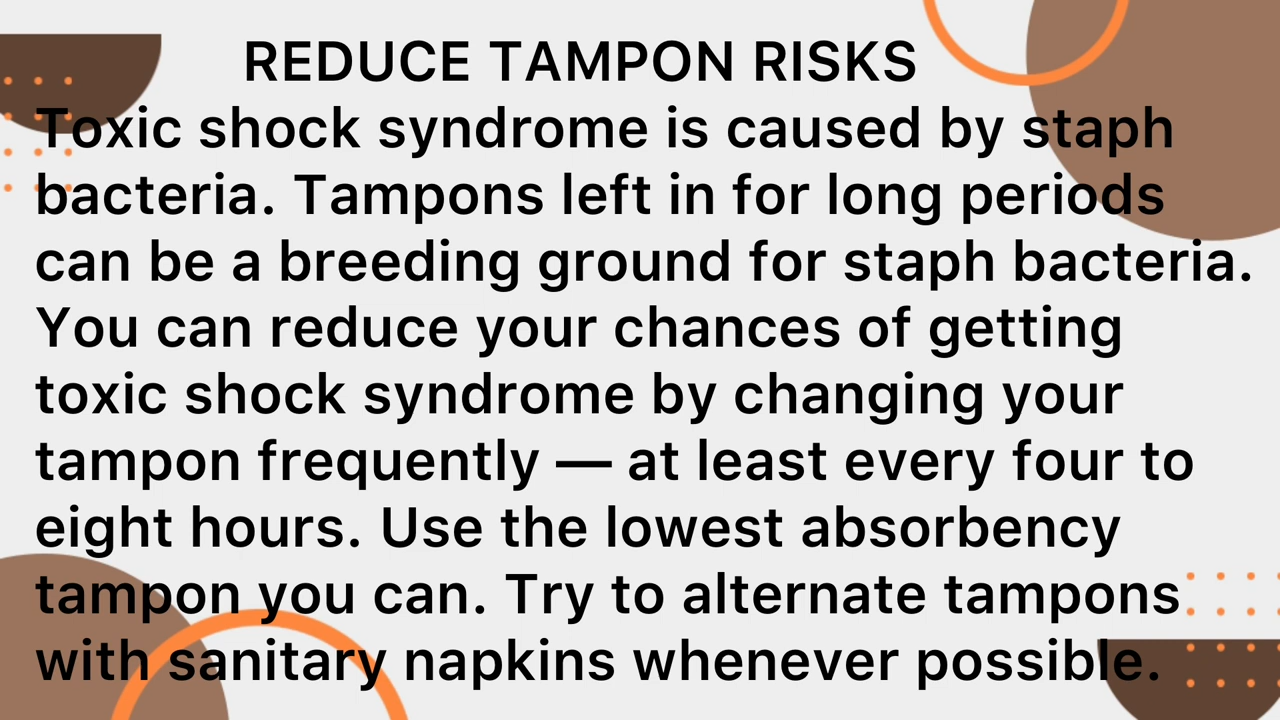 REDUCE TAMPON RISKS
Toxic shock syndrome is caused by staph
bacteria. Tampons left in for long periods
can be a breeding ground for staph bacteria.
You can reduce your chances of getting
toxic shock syndrome by changing your
tampon frequently — at least every four to
eight hours. Use the lowest absorbency
tampon you can. Try to alternate tampons
with sanitary napkins whenever possible.